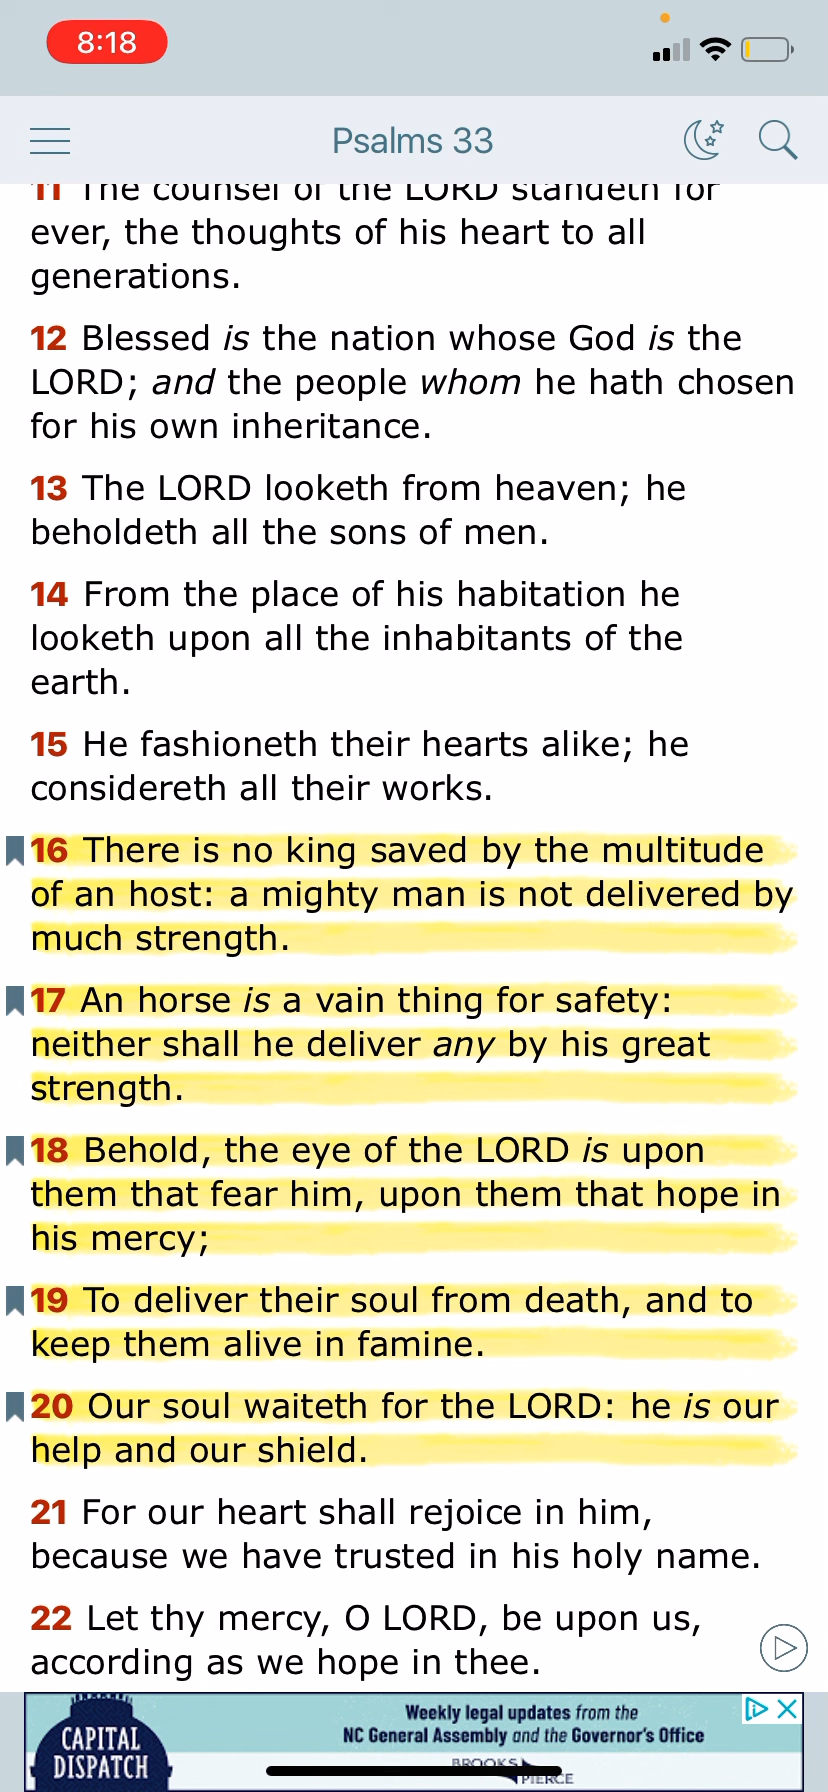 8:18
Psalms 33
11 The counsel of the LORD standeth for
ever, the thoughts of his heart to all
generations.
12 Blessed is the nation whose God is the
LORD; and the people whom he hath chosen
for his own inheritance.
13 The LORD looketh from heaven; he
beholdeth all the sons of men.
14 From the place of his habitation he
looketh upon all the inhabitants of the
earth.
15 He fashioneth their hearts alike; he
considereth all their works.
16 There is no king saved by the multitude
of an host: a mighty man is not delivered by
much strength.
17 An horse is a vain thing for safety:
neither shall he deliver any by his great
strength.
18 Behold, the eye of the LORD is upon
them that fear him, upon them that hope in
his mercy;
19 To deliver their soul from death, and to
keep them alive in famine.
20 Our soul waiteth for the LORD: he is our
help and our shield.
21 For our heart shall rejoice in him,
because we have trusted in his holy name.
22 Let thy mercy, O LORD, be upon us,
according as we hope in thee.
CAPITAL
DISPATCH
Weekly legal updates from the
NC General Assembly and the Governor's Office
BROOKS
PIERCE